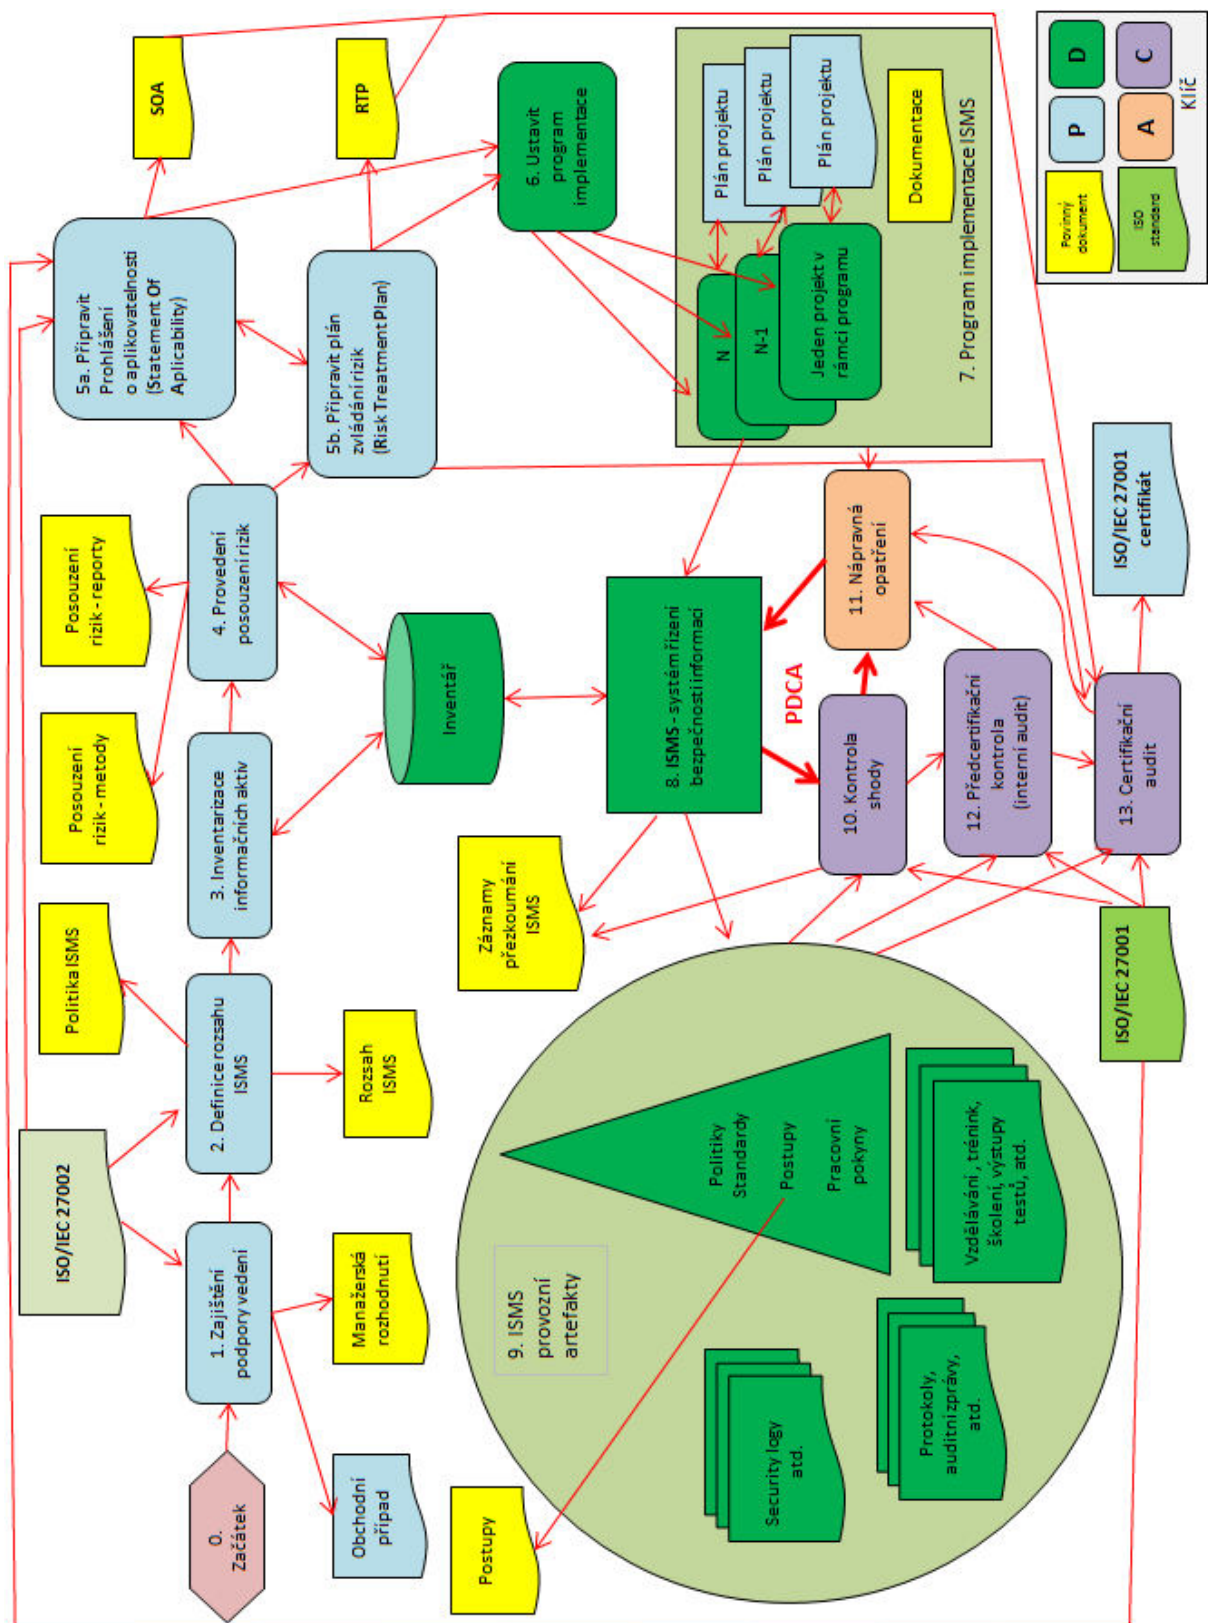 ISO/IEC 27002
Politika ISMS
Posouzení
rizik - metody
Posouzení
rizik - reporty
SOA
0.
Začátek
1. Zajištění
podpory vedení
2. Definice rozsahu
ISMS
3. Inventarizace
informačních aktiv
4. Provedení
posouzení rizik
5a. Připravit
Prohlášení
o aplikovatelnosti
(Statement Of
Aplicability)
Obchodní
případ
Manažerská
rozhodnutí
Rozsah
ISMS
Inventář
5b. Připravit plán
zvládání rizik
(Risk Treatment Plan)
RTP
6. Ustavit
program
implementace
Postupy
9. ISMS
provozní
artefakty
Záznamy
přezkoumání
ISMS
8. ISMS - systém řízení
bezpečnosti informací
N
N-1
Jeden projekt v
rámci programu
Plán projektu
Plán projektu
Plán projektu
Dokumentace
7. Program implementace ISMS
Politiky
Standardy
Postupy
Pracovní
pokyny
Security logy
atd.
Protokoly,
auditní zprávy,
atd.
Vzdělávání, trénink,
školení, výstupy
testů, atd.
PDCA
10. Kontrola
shody
11. Nápravná
opatření
12. Předcertifikační
kontrola
(interní audit)
13. Certifikační
audit
ISO/IEC 27001
ISO/IEC 27001
certifikát
Povinný
dokument
P
D
ISO
standard
A
C
Klíč